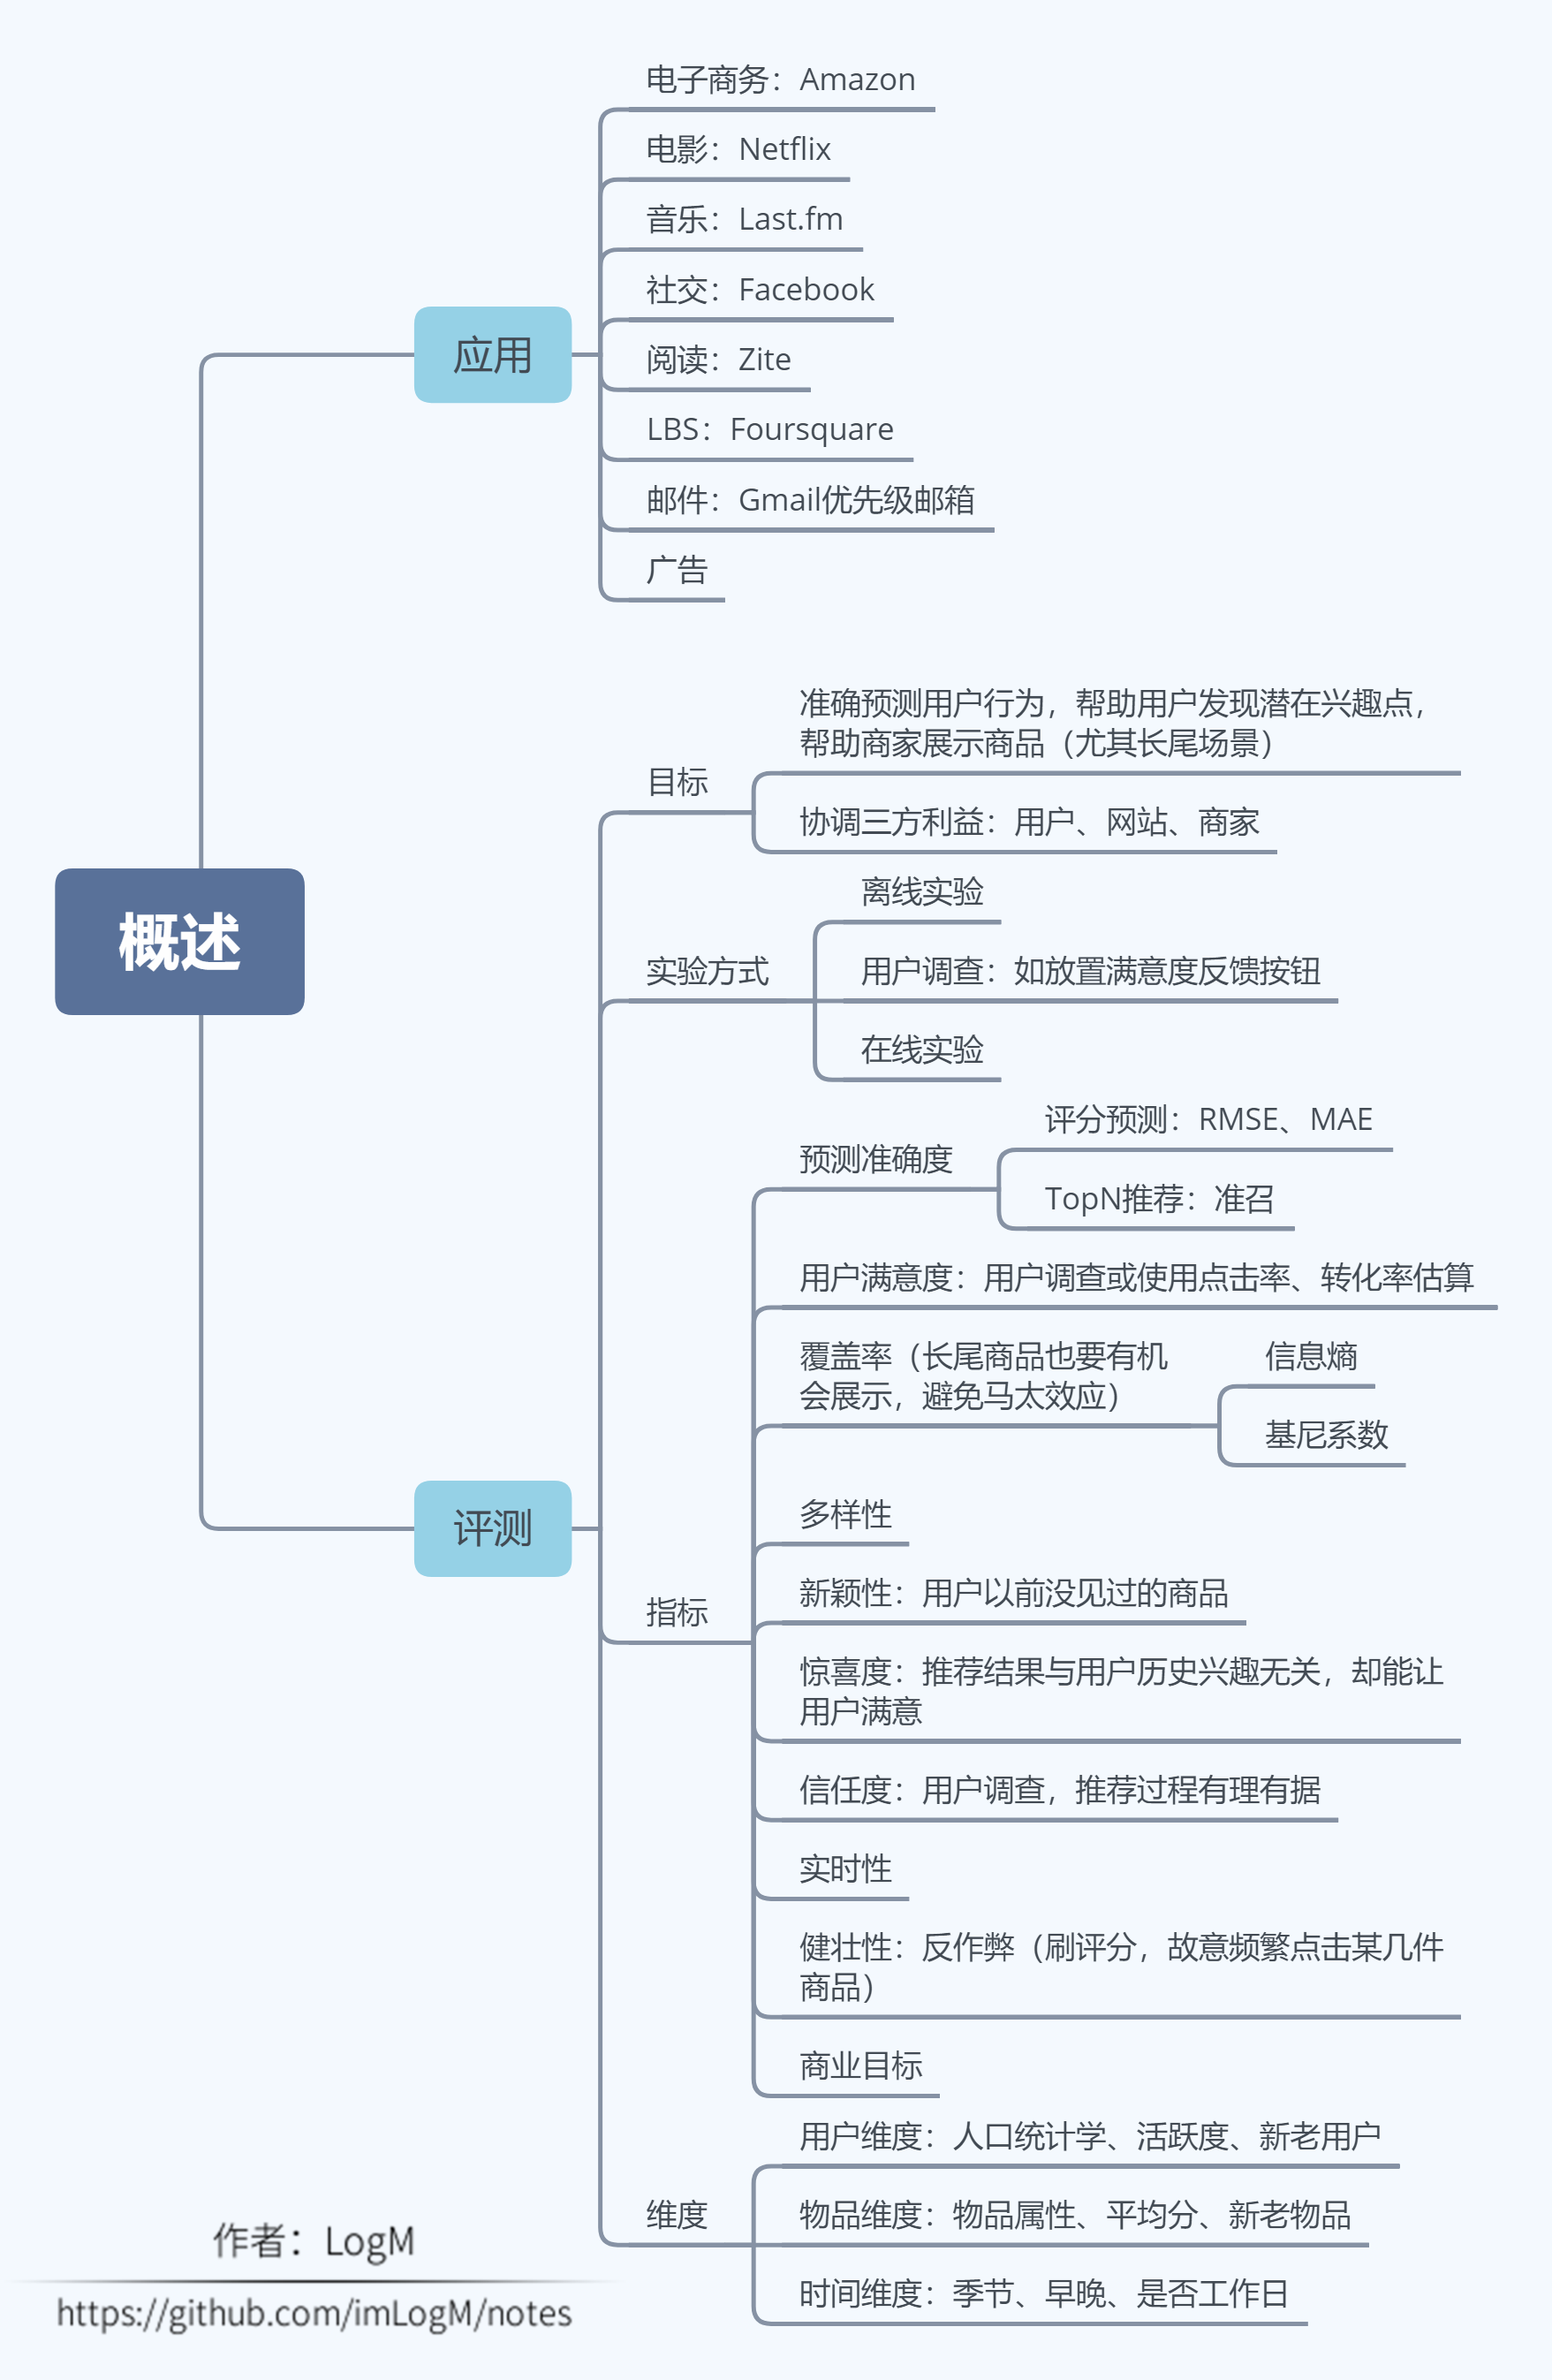 电子商务：Amazon
电影：Netflix
音乐：Last.fm
社交：Facebook
应用
阅读：Zite
LBS：Foursquare
邮件：Gmail优先级邮箱
广告
概述
准确预测用户行为，帮助用户发现潜在兴趣点，
帮助商家展示商品（尤其长尾场景）
目标
协调三方利益：用户、网站、商家
离线实验
实验方式
用户调查：如放置满意度反馈按钮
在线实验
评测
评分预测：RMSE、MAE
预测准确度
TopN推荐：准召
用户满意度：用户调查或使用点击率、转化率估算
覆盖率（长尾商品也要有机
会展示，避免马太效应）
信息熵
基尼系数
多样性
新颖性：用户以前没见过的商品
指标
惊喜度：推荐结果与用户历史兴趣无关，却能让
用户满意
信任度：用户调查，推荐过程有理有据
实时性
健壮性：反作弊（刷评分，故意频繁点击某几件
商品）
商业目标
用户维度：人口统计学、活跃度、新老用户
维度
物品维度：物品属性、平均分、新老物品
时间维度：季节、早晚、是否工作日
作者：LogM
https://github.com/imLogM/notes